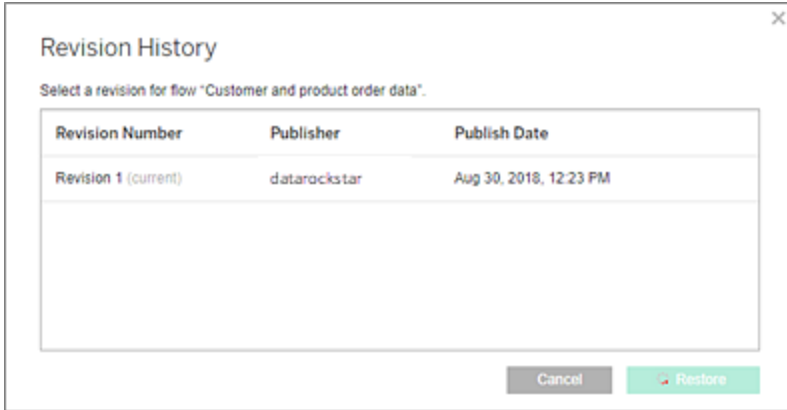 Revision History
Select a revision for flow "Customer and product order data".
Revision Number Publisher Publish Date
Revision 1 (current) datarockstar Aug 30, 2018, 12:23 PM
Cancel Restore